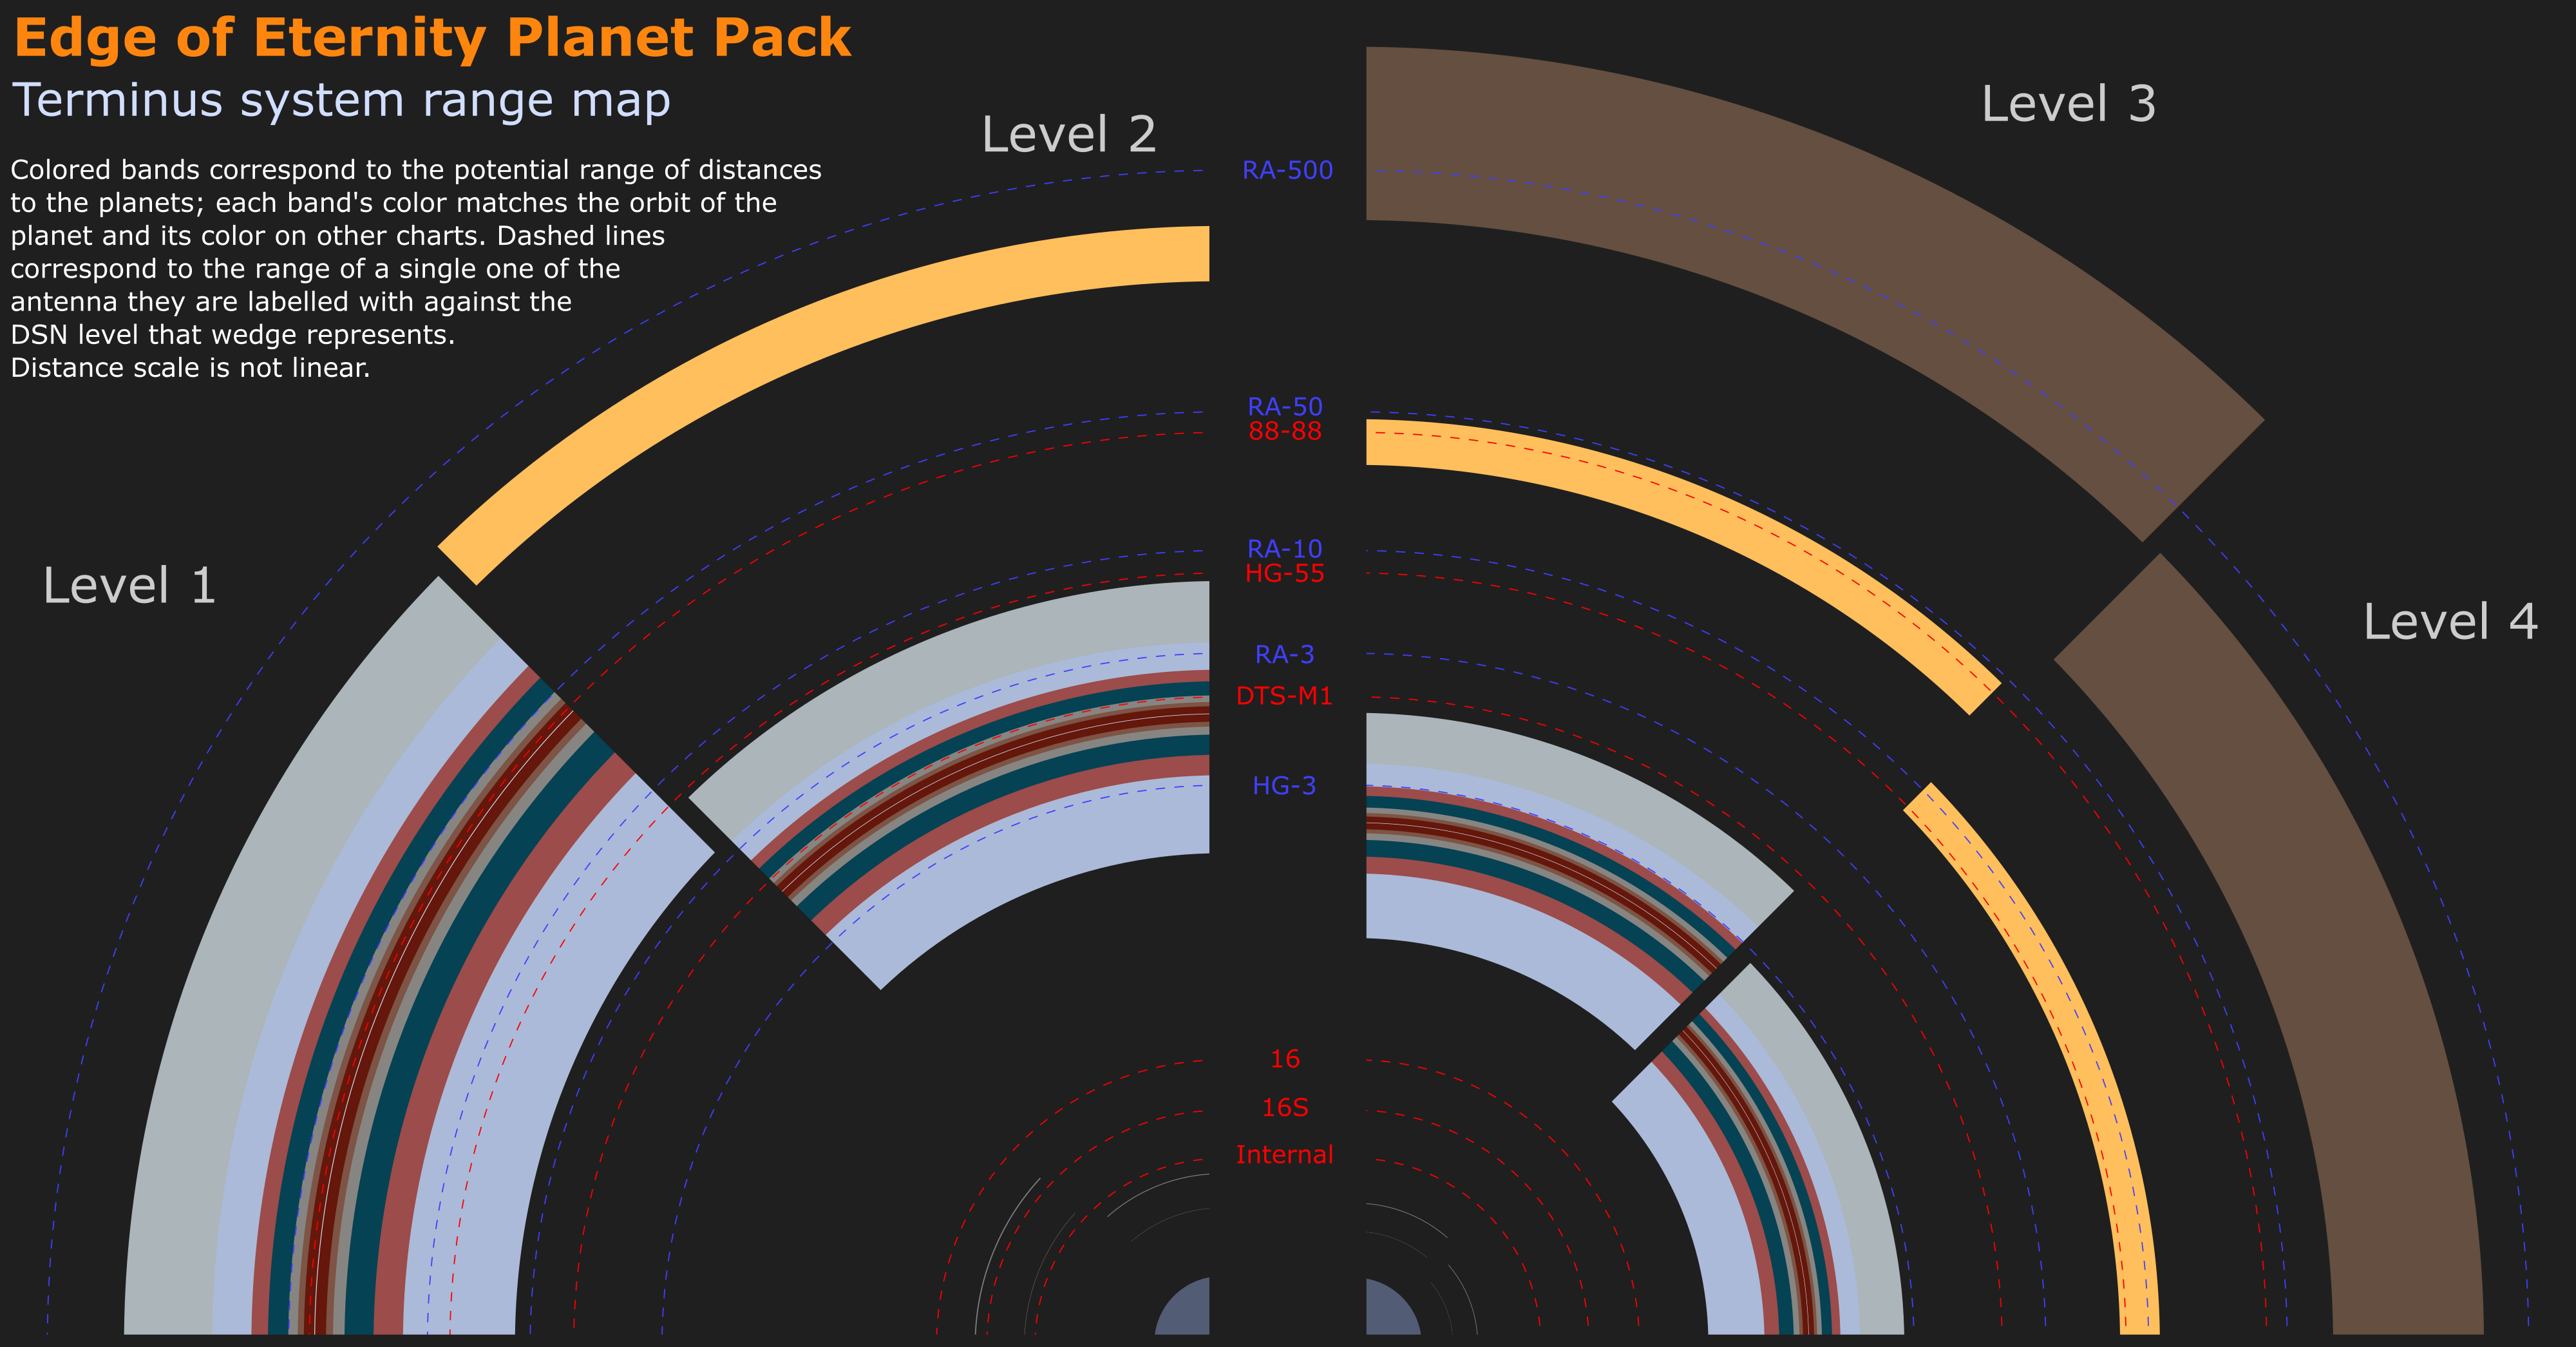 Edge of Eternity Planet Pack
Terminus system range map
Colored bands correspond to the potential range of distances
to the planets; each band's color matches the orbit of the
planet and its color on other charts. Dashed lines
correspond to the range of a single one of the
antenna they are labelled with against the
DSN level that wedge represents.
Distance scale is not linear.
Level 1
Level 2
Level 3
Level 4
RA-500
RA-50
88-88
RA-10
HG-55
RA-3
DTS-M1
HG-3
16
16S
Internal